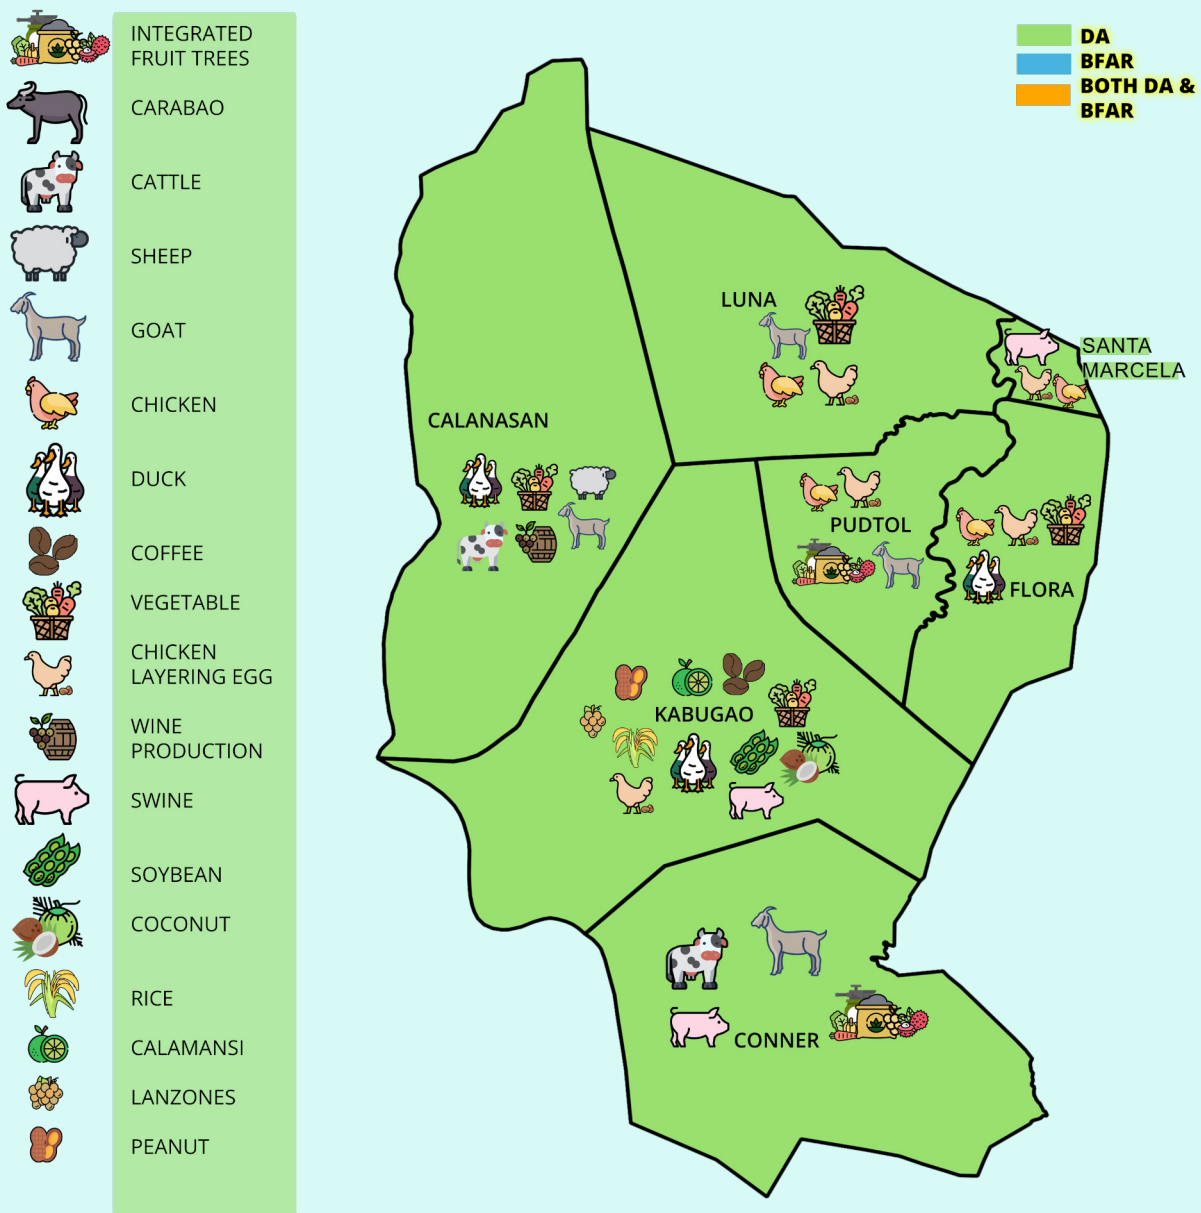 INTEGRATED
FRUIT TREES
CARABAO
CATTLE
SHEEP
GOAT
CHICKEN
DUCK
COFFEE
VEGETABLE
CHICKEN
LAYERING EGG
WINE
PRODUCTION
SWINE
SOYBEAN
COCONUT
RICE
CALAMANSI
LANZONES
PEANUT
DA
BFAR
BOTH DA &
BFAR
LUNA
SANTA
MARCELA
CALANASAN
PUDTOL
FLORA
KABUGAO
CONNER